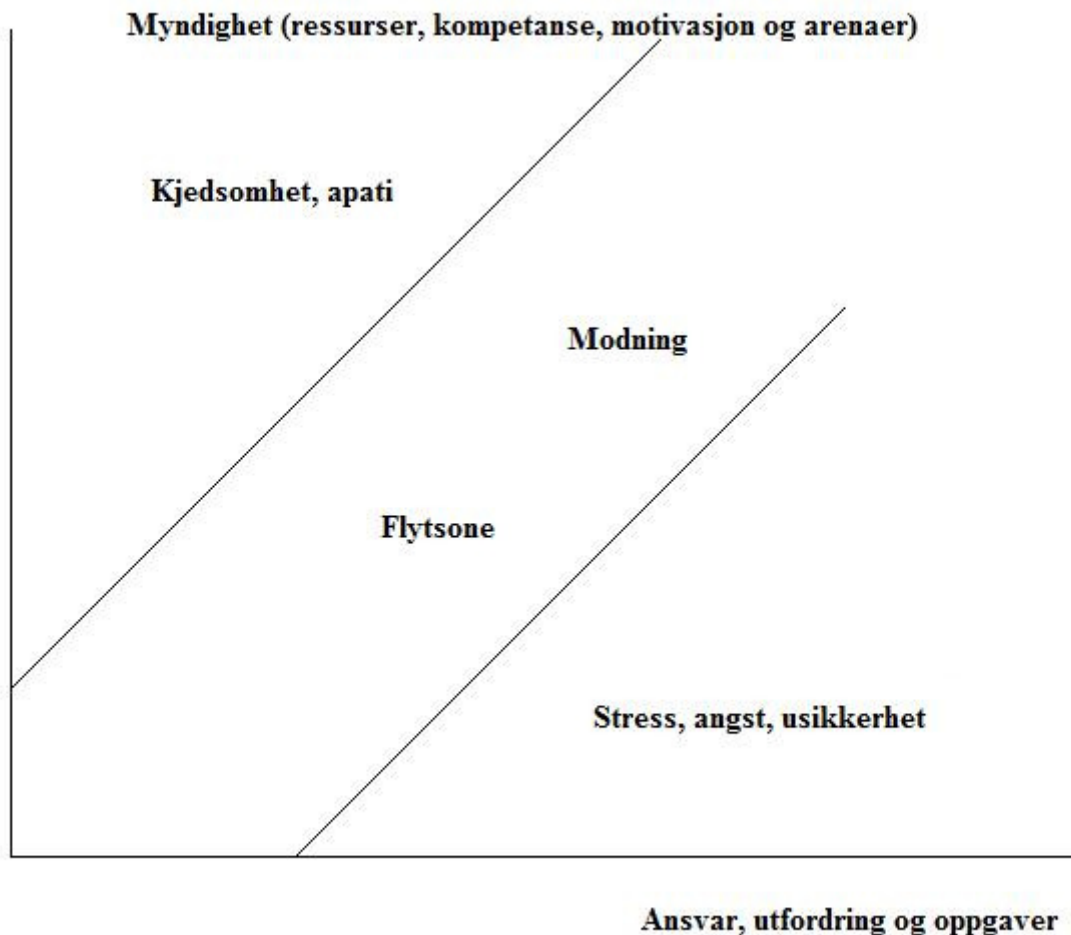 Myndighet (ressurser, kompetanse, motivasjon og arenaer)
Kjedsomhet, apati
Modning
Flytsone
Stress, angst, usikkerhet
Ansvar, utfordring og oppgaver